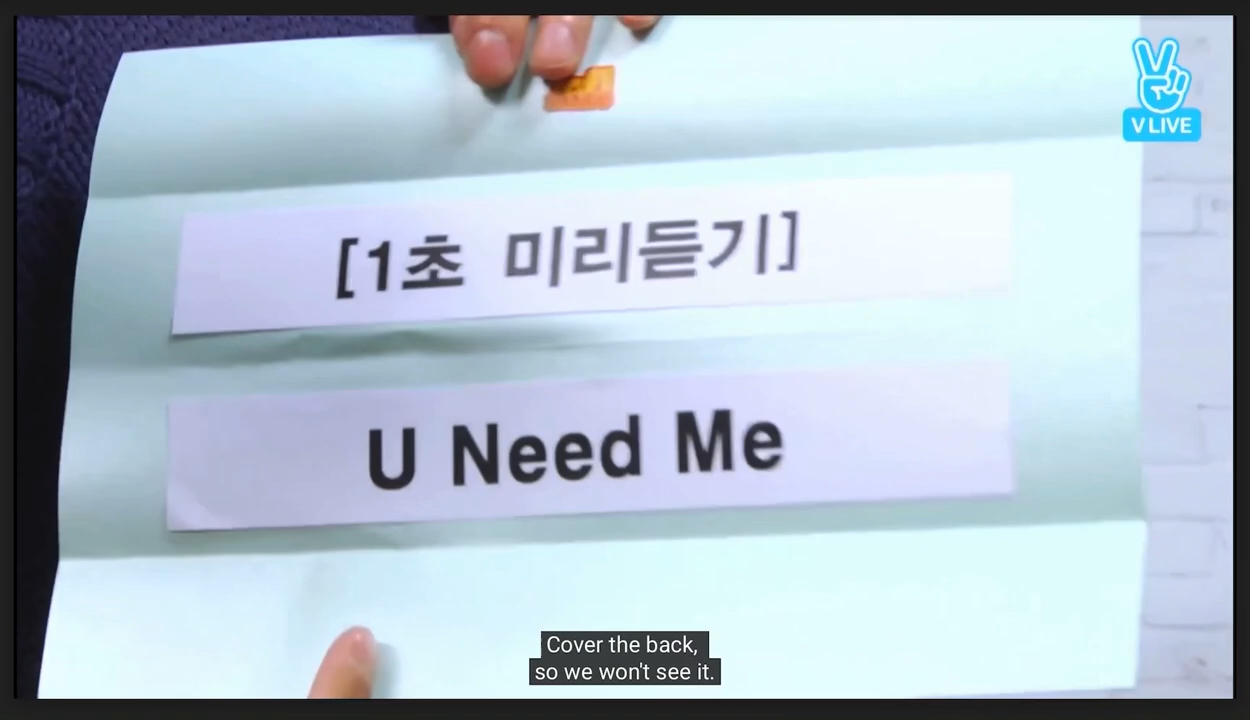 V LIVE
[1초 미리듣기]
U Need Me
Cover the back,
so we won't see it.